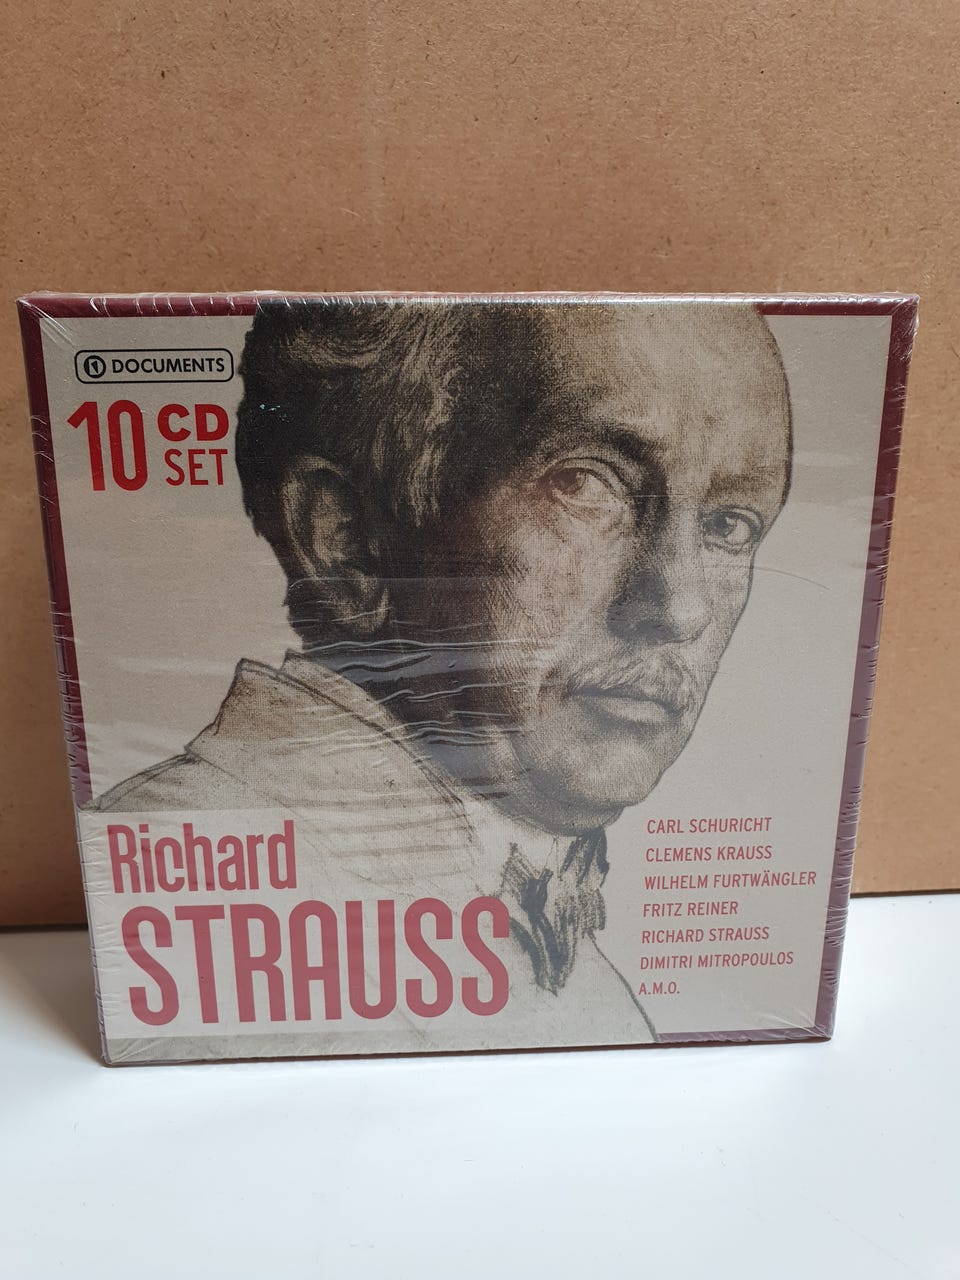 DOCUMENTS
10 CD
SET
Richard
STRAUSS
CARL SCHURICHT
CLEMENS KRAUSS
WILHELM FURTWÄNGLER
FRITZ REINER
RICHARD STRAUSS
DIMITRI MITROPOULOS
A.M.O.